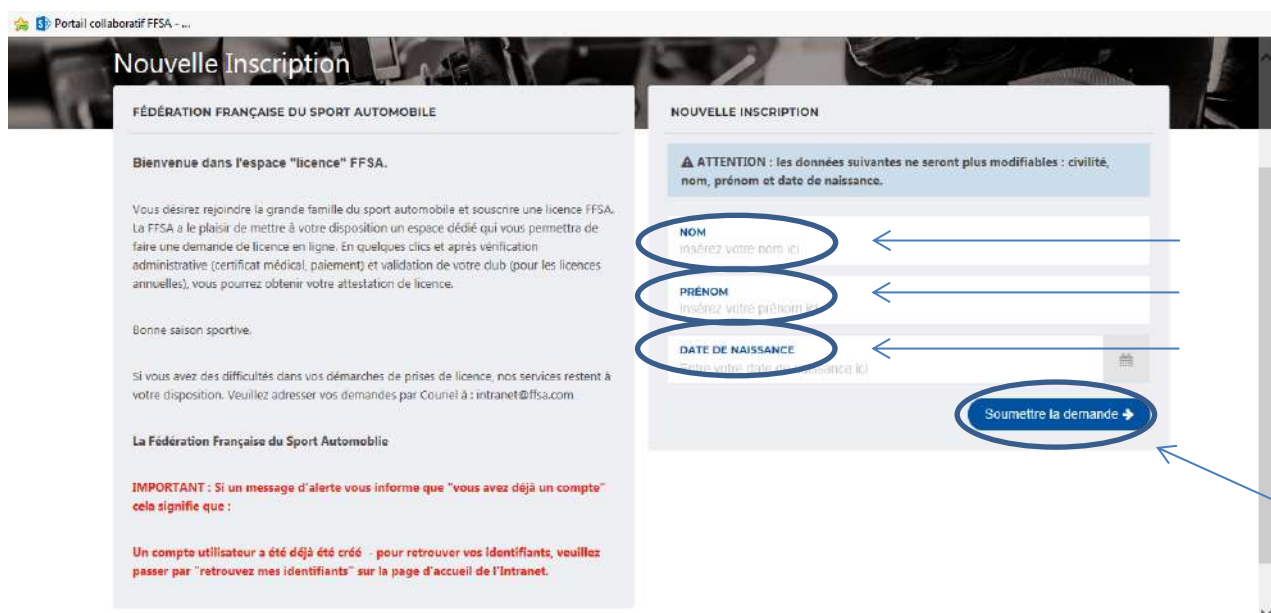 Portail collaboratif FFSA - ...
Nouvelle Inscription
FÉDÉRATION FRANÇAISE DU SPORT AUTOMOBILE
Bienvenue dans l'espace "licence" FFSA.
Vous désirez rejoindre la grande famille du sport automobile et souscrire une licence FFSA.
La FFSA a le plaisir de mettre à votre disposition un espace dédié qui vous permettra de
faire une demande de licence en ligne. En quelques clics et après vérification
administrative (certificat médical, paiement) et validation de votre club (pour les licences
annuelles), vous pourrez obtenir votre attestation de licence.
Bonne saison sportive.
Si vous avez des difficultés dans vos démarches de prises de licence, nos services restent à
votre disposition. Veuillez adresser vos demandes par Couriel à : intranet@ffsa.com
La Fédération Française du Sport Automoblie
IMPORTANT : Si un message d'alerte vous informe que "vous avez déjà un compte"
cela signifie que :
Un compte utilisateur a été déjà été créé - pour retrouver vos identifiants, veuillez
passer par "retrouvez mes identifiants" sur la page d'accueil de l'Intranet.
NOUVELLE INSCRIPTION
ATTENTION : les données suivantes ne seront plus modifiables : civilité,
nom, prénom et date de naissance.
NOM
Insérez votre nom ici
PRÉNOM
Insérez votre prénom ici
DATE DE NAISSANCE
Entre votre date de naissance ici
Soumettre la demande